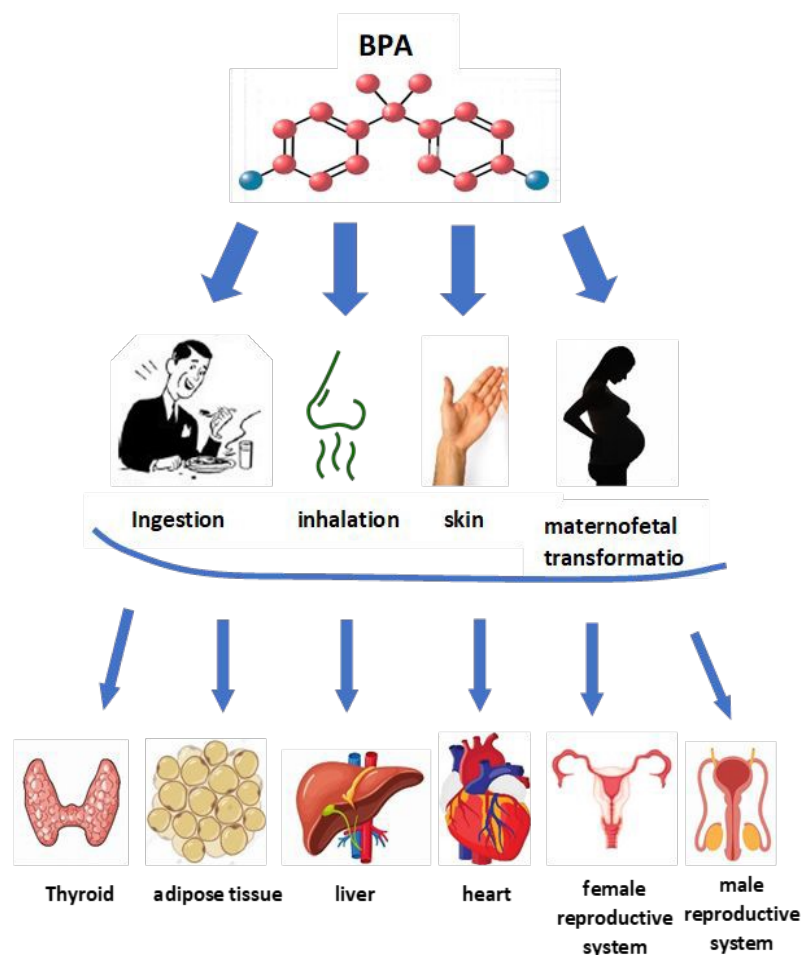 BPA
Ingestion
inhalation
skin
maternofetal
transformatio
Thyroid
adipose tissue
liver
heart
female
reproductive
system
male
reproductive
system